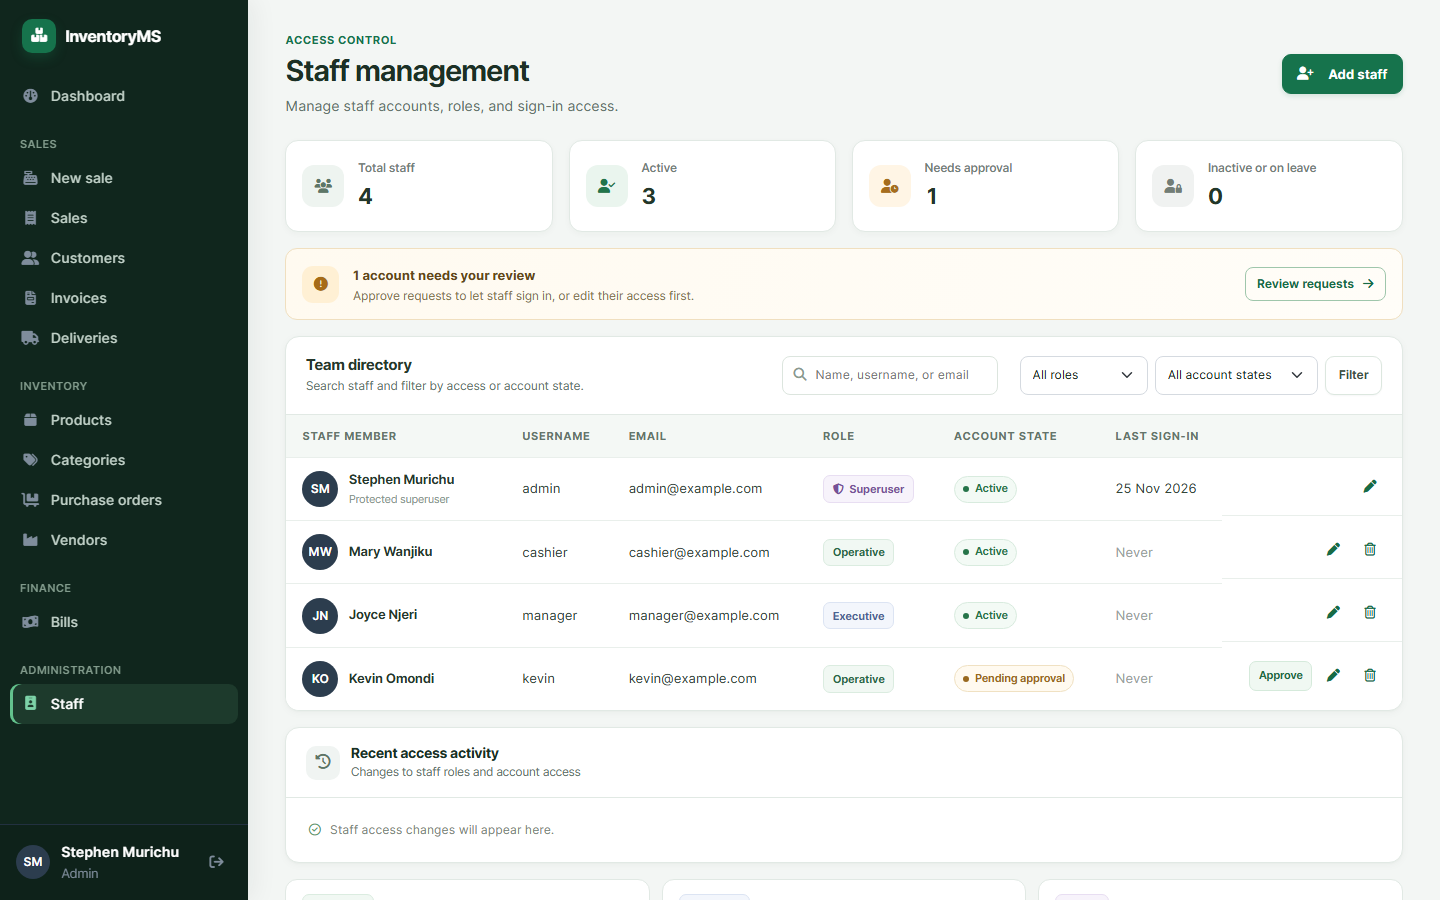 InventoryMS
Dashboard
SALES
New sale
Sales
Customers
Invoices
Deliveries
INVENTORY
Products
Categories
Purchase orders
Vendors
FINANCE
Bills
ADMINISTRATION
Staff
SM
Stephen Murichu
Admin
ACCESS CONTROL
Staff management
Manage staff accounts, roles, and sign-in access.
Add staff
Total staff
4
Active
3
Needs approval
1
Inactive or on leave
0
1 account needs your review
Approve requests to let staff sign in, or edit their access first.
Review requests
Team directory
Search staff and filter by access or account state.
Name, username, or email
All roles
All account states
Filter
STAFF MEMBER USERNAME EMAIL ROLE ACCOUNT STATE LAST SIGN-IN
SM Stephen Murichu admin admin@example.com Superuser Active 25 Nov 2026
Protected superuser
MW Mary Wanjiku cashier cashier@example.com Operative Active Never
JN Joyce Njeri manager manager@example.com Executive Active Never
KO Kevin Omondi kevin kevin@example.com Operative Pending approval Never Approve
Recent access activity
Changes to staff roles and account access
Staff access changes will appear here.